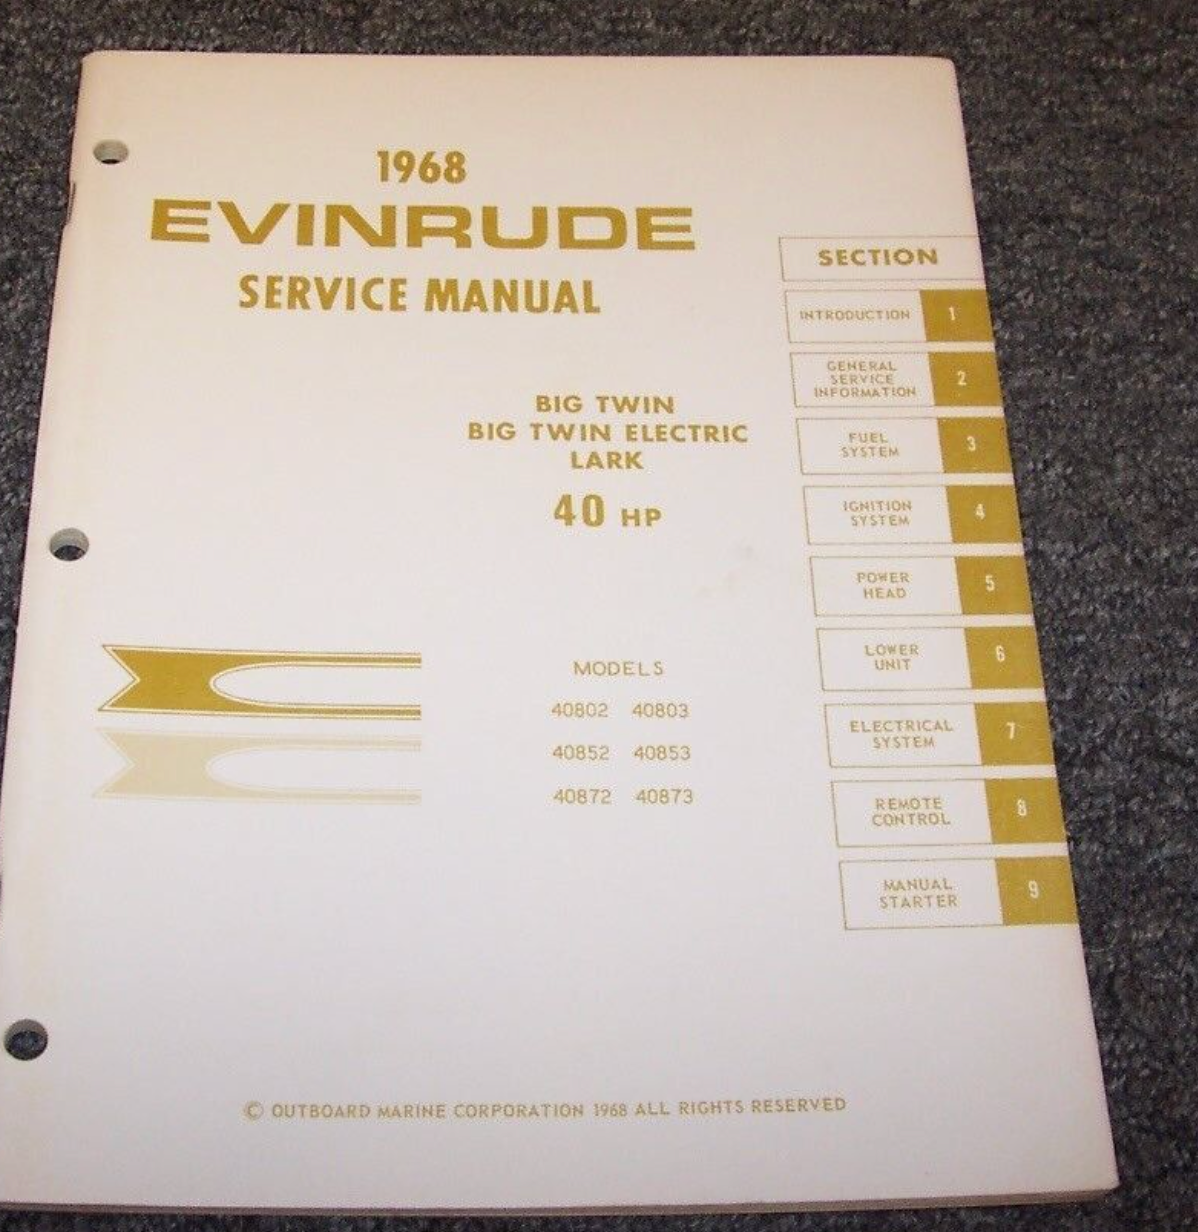 1968
EVINRUDE
SERVICE MANUAL
BIG TWIN
BIG TWIN ELECTRIC
LARK
40 HP
MODELS
40802 40803
40852 40853
40872 40873
SECTION
INTRODUCTION 1
GENERAL
SERVICE 2
INFORMATION
FUEL 3
SYSTEM
IGNITION 4
SYSTEM
POWER 5
HEAD
LOWER 6
UNIT
ELECTRICAL 7
SYSTEM
REMOTE 8
CONTROL
MANUAL 9
STARTER
© OUTBOARD MARINE CORPORATION 1968 ALL RIGHTS RESERVED